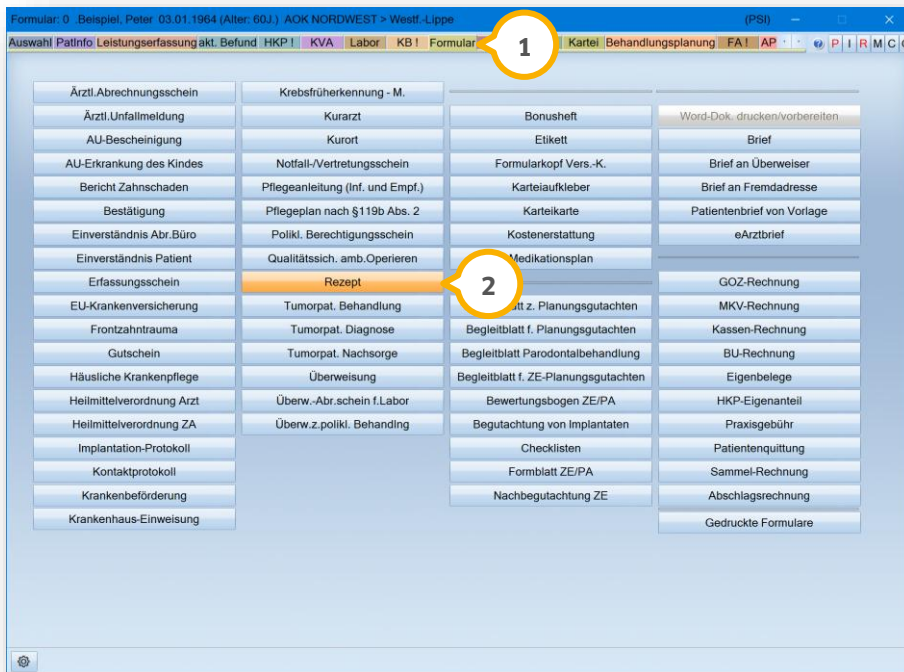 Formular: 0 .Beispiel, Peter 03.01.1964 (Alter: 60J.) AOK NORDWEST > Westf.-Lippe (PSI)
Auswahl PatInfo Leistungserfassung akt. Befund HKP ! KVA Labor KB ! Formular Kartei Behandlungsplanung FA ! AP P I R M C
1
Ärztl.Abrechnungsschein
Ärztl.Unfallmeldung
AU-Bescheinigung
AU-Erkrankung des Kindes
Bericht Zahnschaden
Bestätigung
Einverständnis Abr.Büro
Einverständnis Patient
Erfassungsschein
EU-Krankenversicherung
Frontzahntrauma
Gutschein
Häusliche Krankenpflege
Heilmittelverordnung Arzt
Heilmittelverordnung ZA
Implantation-Protokoll
Kontaktprotokoll
Krankenbeförderung
Krankenhaus-Einweisung
Krebsfrüherkennung - M.
Kurarzt
Kurort
Notfall-/Vertretungsschein
Pflegeanleitung (Inf. und Empf.)
Pflegeplan nach §119b Abs. 2
Polikl. Berechtigungsschein
Qualitätssich. amb.Operieren
Rezept
2
Tumorpat. Behandlung
Tumorpat. Diagnose
Tumorpat. Nachsorge
Überweisung
Überw.-Abr.schein f.Labor
Überw.z.polikl. Behandlng
Bonusheft
Etikett
Formularkopf Vers.-K.
Karteiaufkleber
Karteikarte
Kostenerstattung
Medikationsplan
z. Planungsgutachten
Begleitblatt f. Planungsgutachten
Begleitblatt Parodontalbehandlung
Begleitblatt f. ZE-Planungsgutachten
Bewertungsbogen ZE/PA
Begutachtung von Implantaten
Checklisten
Formblatt ZE/PA
Nachbegutachtung ZE
Word-Dok. drucken/vorbereiten
Brief
Brief an Überweiser
Brief an Fremdadresse
Patientenbrief von Vorlage
eArztbrief
GOZ-Rechnung
MKV-Rechnung
Kassen-Rechnung
BU-Rechnung
Eigenbelege
HKP-Eigenanteil
Praxisgebühr
Patientenquittung
Sammel-Rechnung
Abschlagsrechnung
Gedruckte Formulare